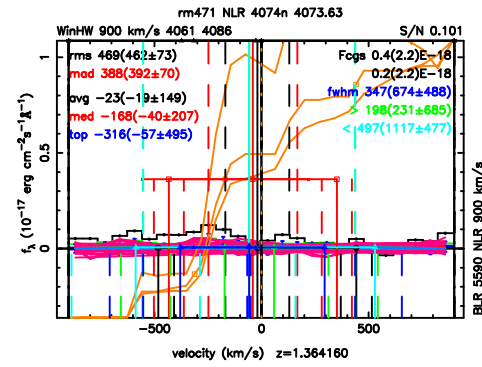 rm471 NLR 4074n 4073.63
WinHW 900 km/s 4061 4086 S/N 0.101
rms 469(462±73) Fcgs 0.4(2.2)E-18
mad 388(392±70) 0.2(2.2)E-18
fwhm 347(674±488)
avg -23(-19±149) > 198(231±685)
med -168(-40±207) < 497(1117±477)
top -316(-57±495)
1
0.5
0
fλ (10⁻¹⁷ erg cm⁻²s⁻¹Å⁻¹)
BLR 5590 NLR 900 km/s
-500 0 500
velocity (km/s) z=1.364160